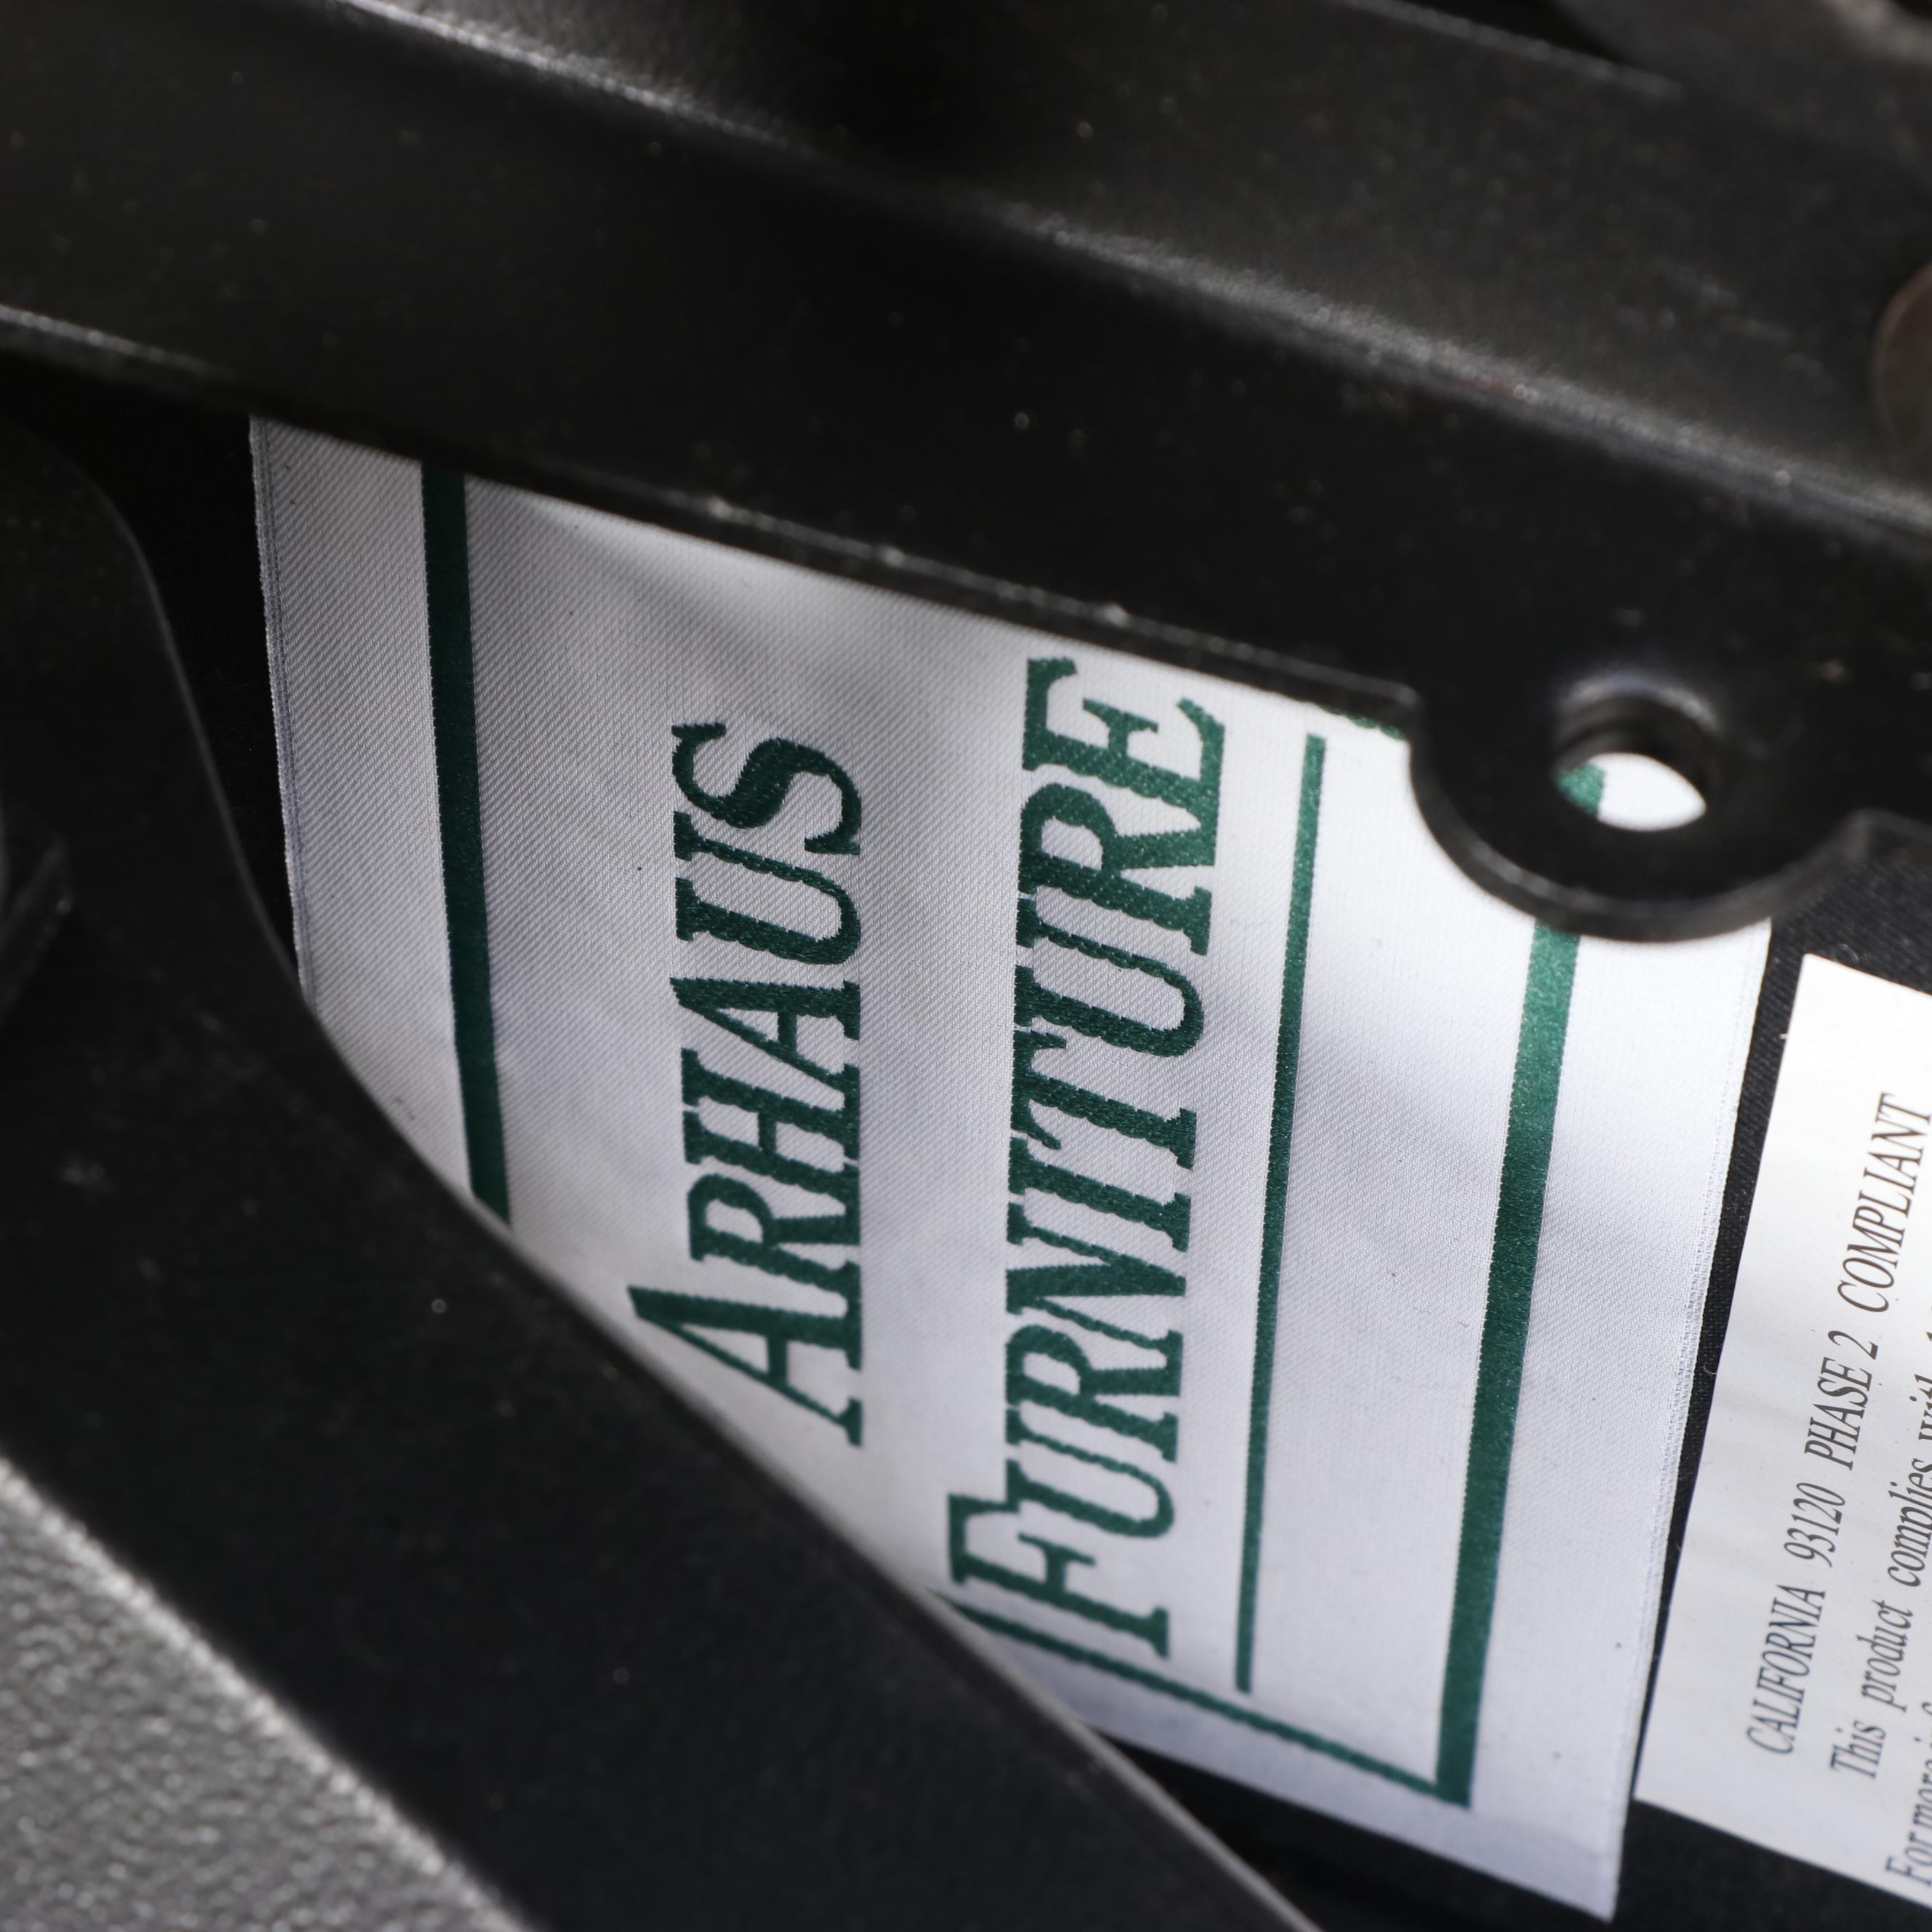 ARHAUS
FURNITURE
CALIFORNIA 93120 PHASE 2 COMPLIANT
This product complies